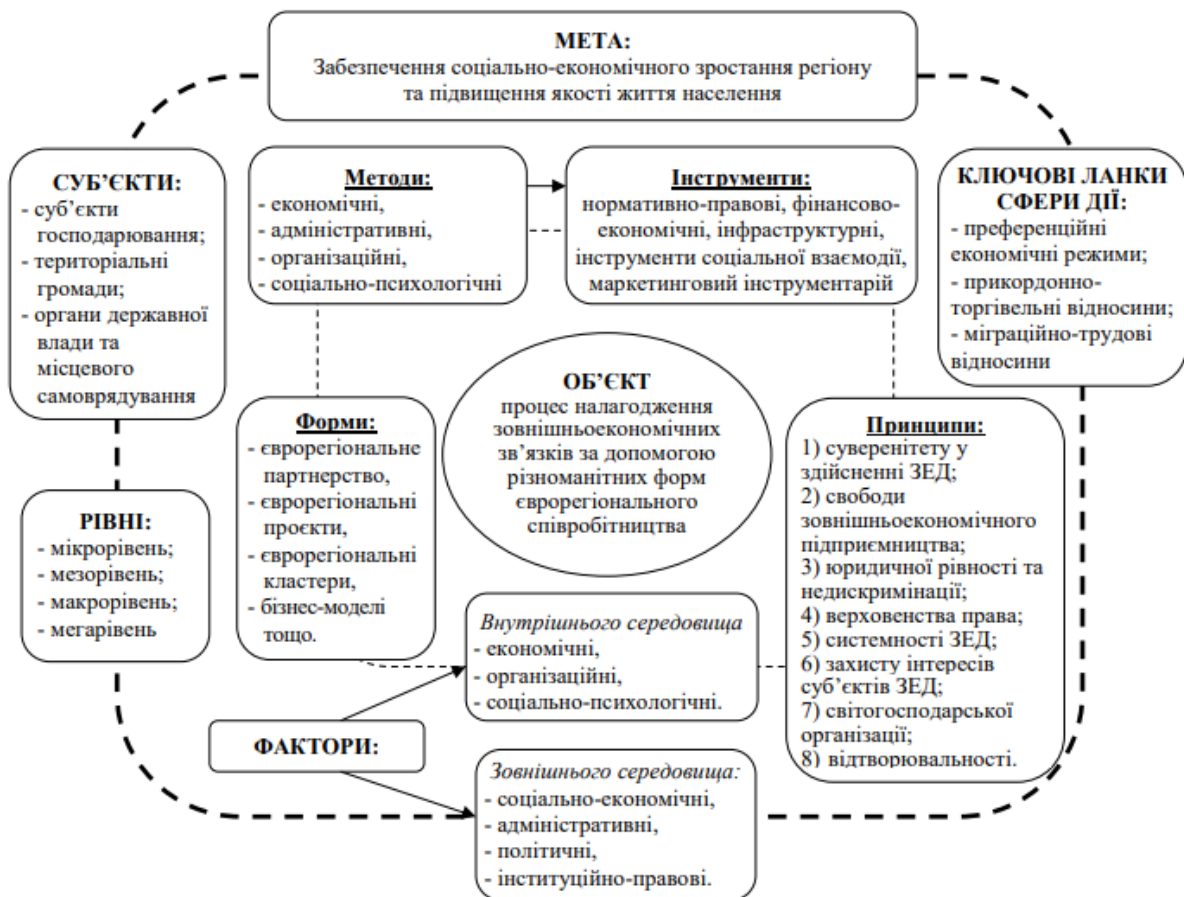 МЕТА:
Забезпечення соціально-економічного зростання регіону
та підвищення якості життя населення
СУБ’ЄКТИ:
- суб’єкти
господарювання;
- територіальні
громади;
- органи державної
влади та
місцевого
самоврядування
Методи:
- економічні,
- адміністративні,
- організаційні,
- соціально-психологічні
Інструменти:
нормативно-правові, фінансово-
економічні, інфраструктурні,
інструменти соціальної взаємодії,
маркетинговий інструментарій
КЛЮЧОВІ ЛАНКИ
СФЕРИ ДІЇ:
- преференційні
економічні режими;
- прикордонно-
торгівельні відносини;
- міграційно-трудові
відносини
ОБ’ЄКТ
процес налагодження
зовнішньоекономічних
зв’язків за допомогою
різноманітних форм
єврорегіонального
співробітництва
Форми:
- єврорегіональне
партнерство,
- єврорегіональні
проєкти,
- єврорегіональні
кластери,
- бізнес-моделі
тощо.
Принципи:
1) суверенітету у
здійсненні ЗЕД;
2) свободи
зовнішньоекономічного
підприємництва;
3) юридичної рівності та
недискримінації;
4) верховенства права;
5) системності ЗЕД;
6) захисту інтересів
суб’єктів ЗЕД;
7) світогосподарської
організації;
8) відтворювальності.
РІВНІ:
- мікрорівень;
- мезорівень;
- макрорівень;
- мегарівень
Внутрішнього середовища
- економічні,
- організаційні,
- соціально-психологічні.
ФАКТОРИ:
Зовнішнього середовища:
- соціально-економічні,
- адміністративні,
- політичні,
- інституційно-правові.